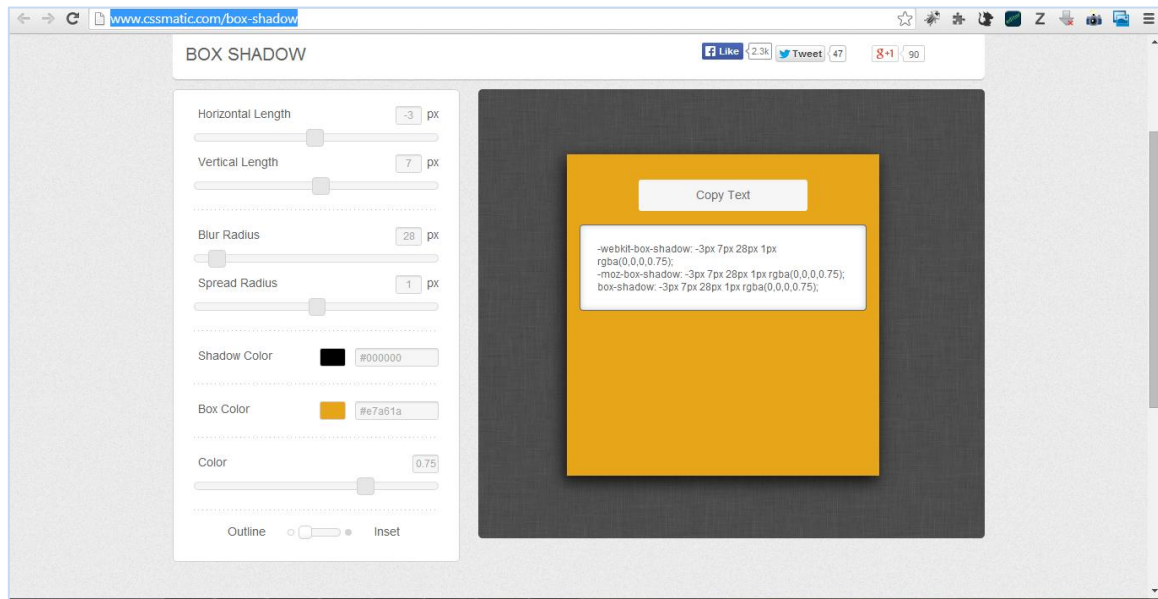 www.cssmatic.com/box-shadow
BOX SHADOW
Like 2.3k Tweet 47 g+1 90
Horizontal Length -3 px
Vertical Length 7 px
Blur Radius 28 px
Spread Radius 1 px
Shadow Color #000000
Box Color #e7a61a
Color 0.75
Outline Inset
Copy Text
-webkit-box-shadow: -3px 7px 28px 1px
rgba(0,0,0,0.75);
-moz-box-shadow: -3px 7px 28px 1px rgba(0,0,0,0.75);
box-shadow: -3px 7px 28px 1px rgba(0,0,0,0.75);